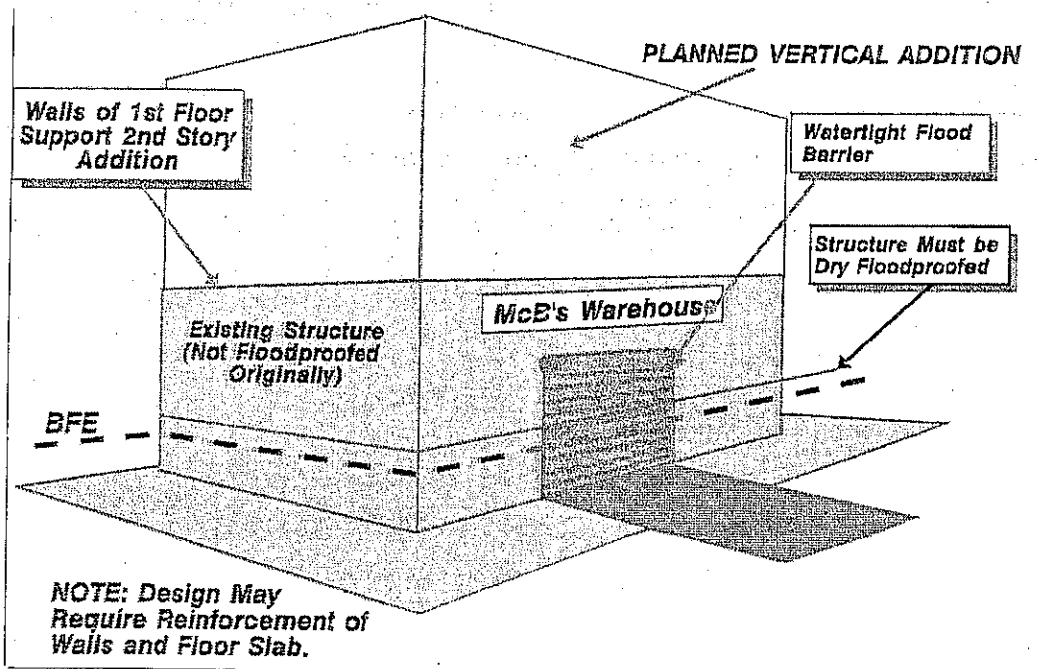 PLANNED VERTICAL ADDITION
Walls of 1st Floor
Support 2nd Story
Addition
Watertight Flood
Barrier
Structure Must be
Dry Floodproofed
McB's Warehouse
Existing Structure
(Not Floodproofed
Originally)
BFE
NOTE: Design May
Require Reinforcement of
Walls and Floor Slab.